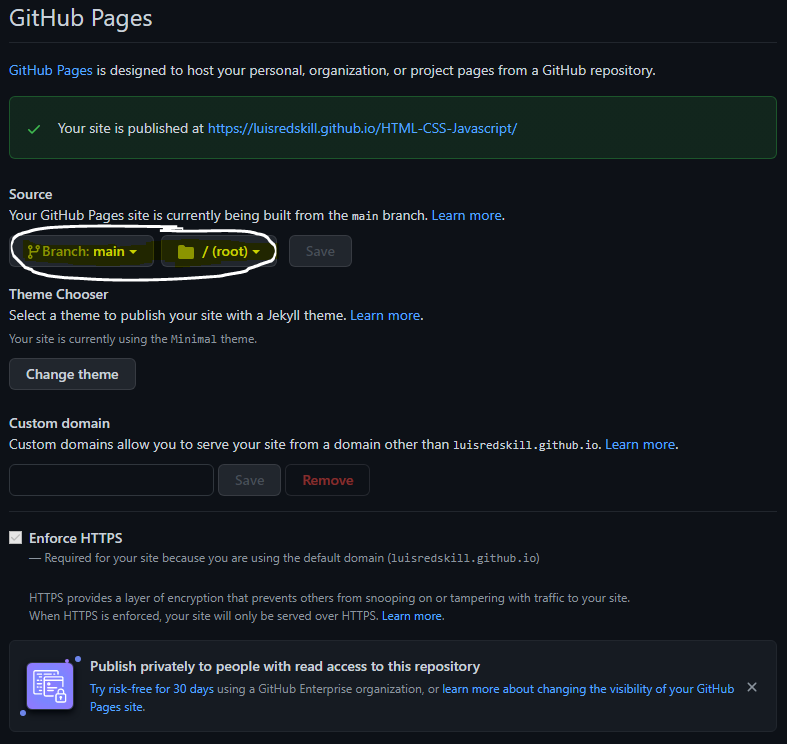 GitHub Pages
GitHub Pages is designed to host your personal, organization, or project pages from a GitHub repository.
Your site is published at https://luisredskill.github.io/HTML-CSS-Javascript/
Source
Your GitHub Pages site is currently being built from the main branch. Learn more.
Branch: main / (root) Save
Theme Chooser
Select a theme to publish your site with a Jekyll theme. Learn more.
Your site is currently using the Minimal theme.
Change theme
Custom domain
Custom domains allow you to serve your site from a domain other than luisredskill.github.io. Learn more.
Save Remove
Enforce HTTPS
— Required for your site because you are using the default domain (luisredskill.github.io)
HTTPS provides a layer of encryption that prevents others from snooping on or tampering with traffic to your site.
When HTTPS is enforced, your site will only be served over HTTPS. Learn more.
Publish privately to people with read access to this repository
Try risk-free for 30 days using a GitHub Enterprise organization, or learn more about changing the visibility of your GitHub
Pages site.